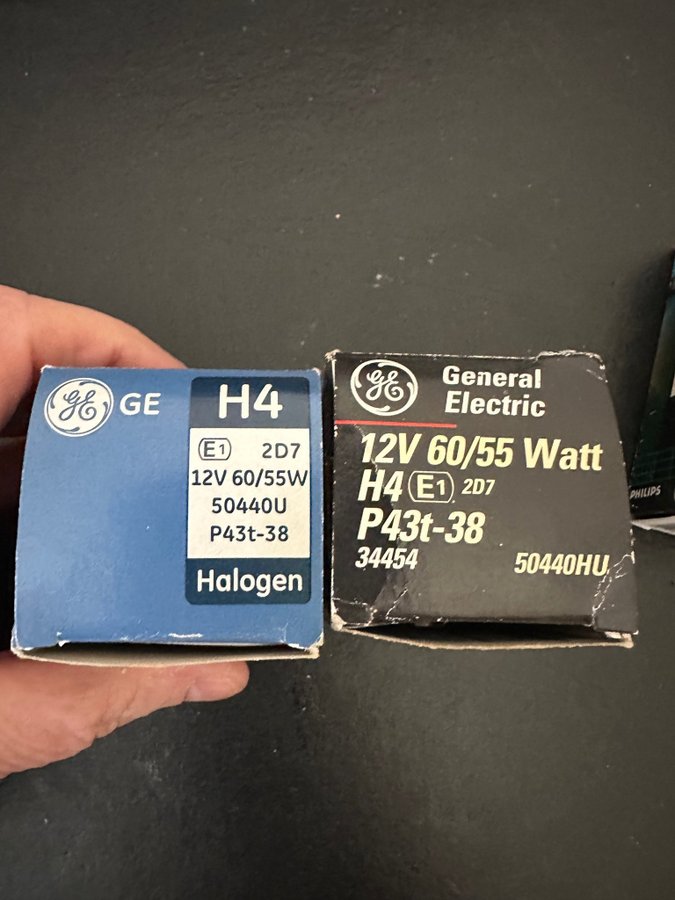 GE
H4
E1 2D7
12V 60/55W
50440U
P43t-38
Halogen
GE
General
Electric
12V 60/55 Watt
H4 E1 2D7
P43t-38
34454 50440HU
PHILIPS